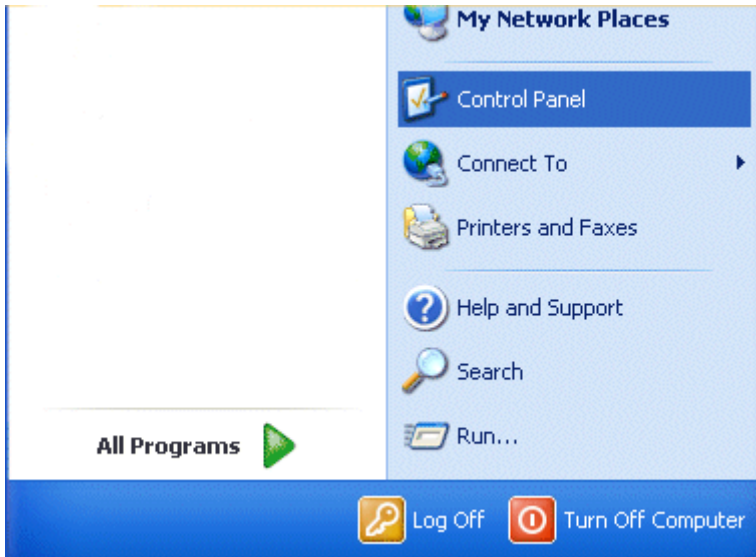 My Network Places
Control Panel
Connect To
Printers and Faxes
Help and Support
Search
All Programs
Run...
Log Off
Turn Off Computer